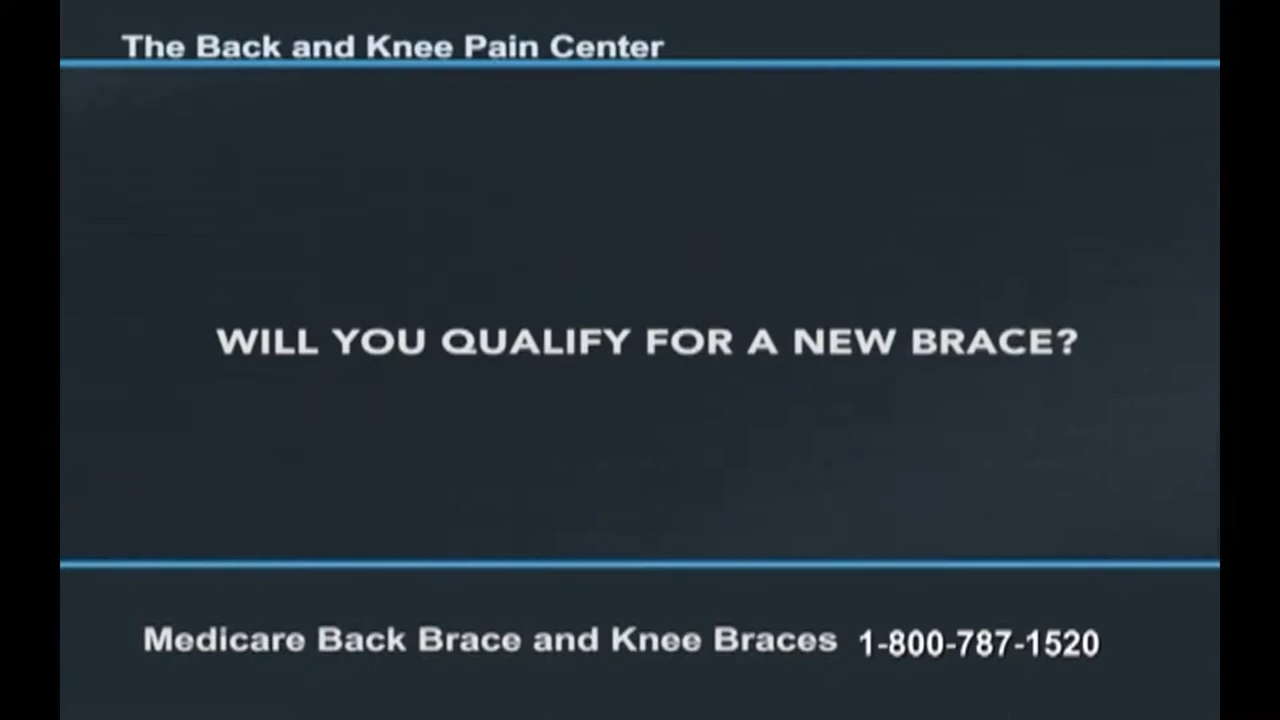 The Back and Knee Pain Center
WILL YOU QUALIFY FOR A NEW BRACE?
Medicare Back Brace and Knee Braces 1-800-787-1520